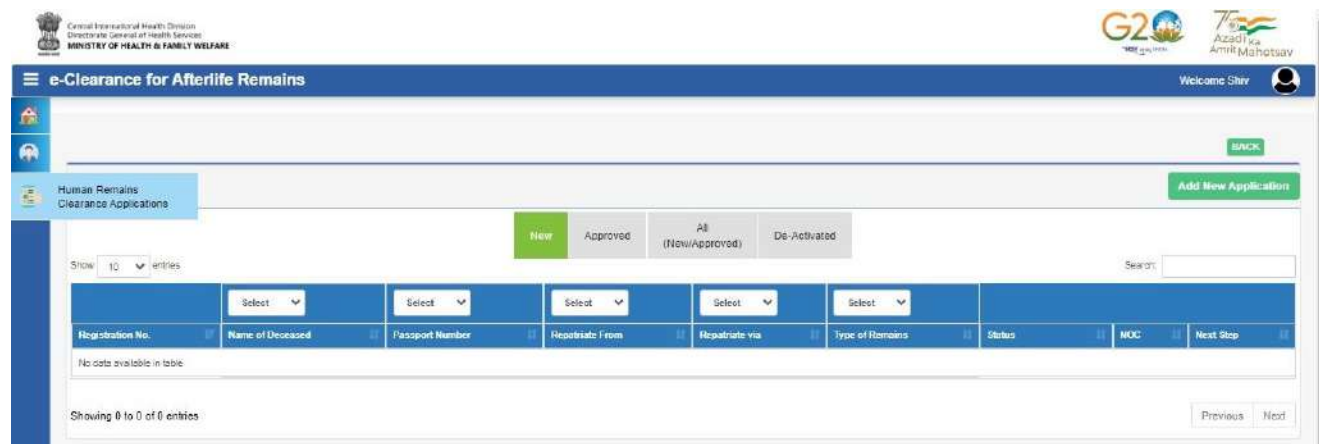 Central International Health Division
Directorate General of Health Services
MINISTRY OF HEALTH & FAMILY WELFARE
G20
Azadi Ka
Amrit Mahotsav
e-Clearance for Afterlife Remains
Welcome Shiv
BACK
Human Remains
Clearance Applications
Add New Application
New
Approved
All
(New/Approved)
De-Activated
Show 10 entries
Search:
Select Select Select Select Select
Registration No. Name of Deceased Passport Number Repatriate From Repatriate via Type of Remains Status NOC Next Step
No data available in table
Showing 0 to 0 of 0 entries
Previous Next